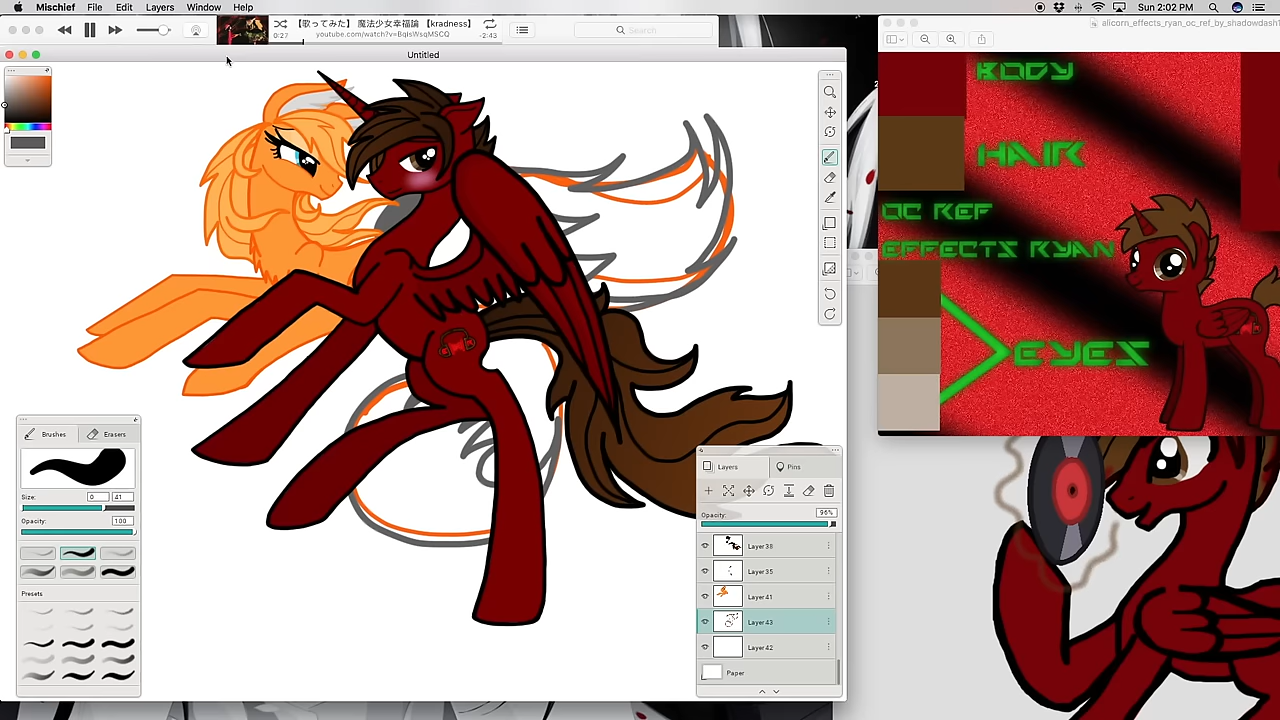 Mischief File Edit Layers Window Help
Sun 2:02 PM
【歌ってみた】 魔法少女幸福論 【kradness】
0:27 youtube.com/watch?v=BqlsWsqMSCQ -2:43
Search
alicorn_effects_ryan_oc_ref_by_shadowdash1
Untitled
BODY
HAIR
OC REF
EFFECTS RYAN
EYES
Brushes Erasers
Size: 0 41
Opacity: 100
Presets
Layers Pins
Opacity: 96%
Layer 38
Layer 35
Layer 41
Layer 43
Layer 42
Paper